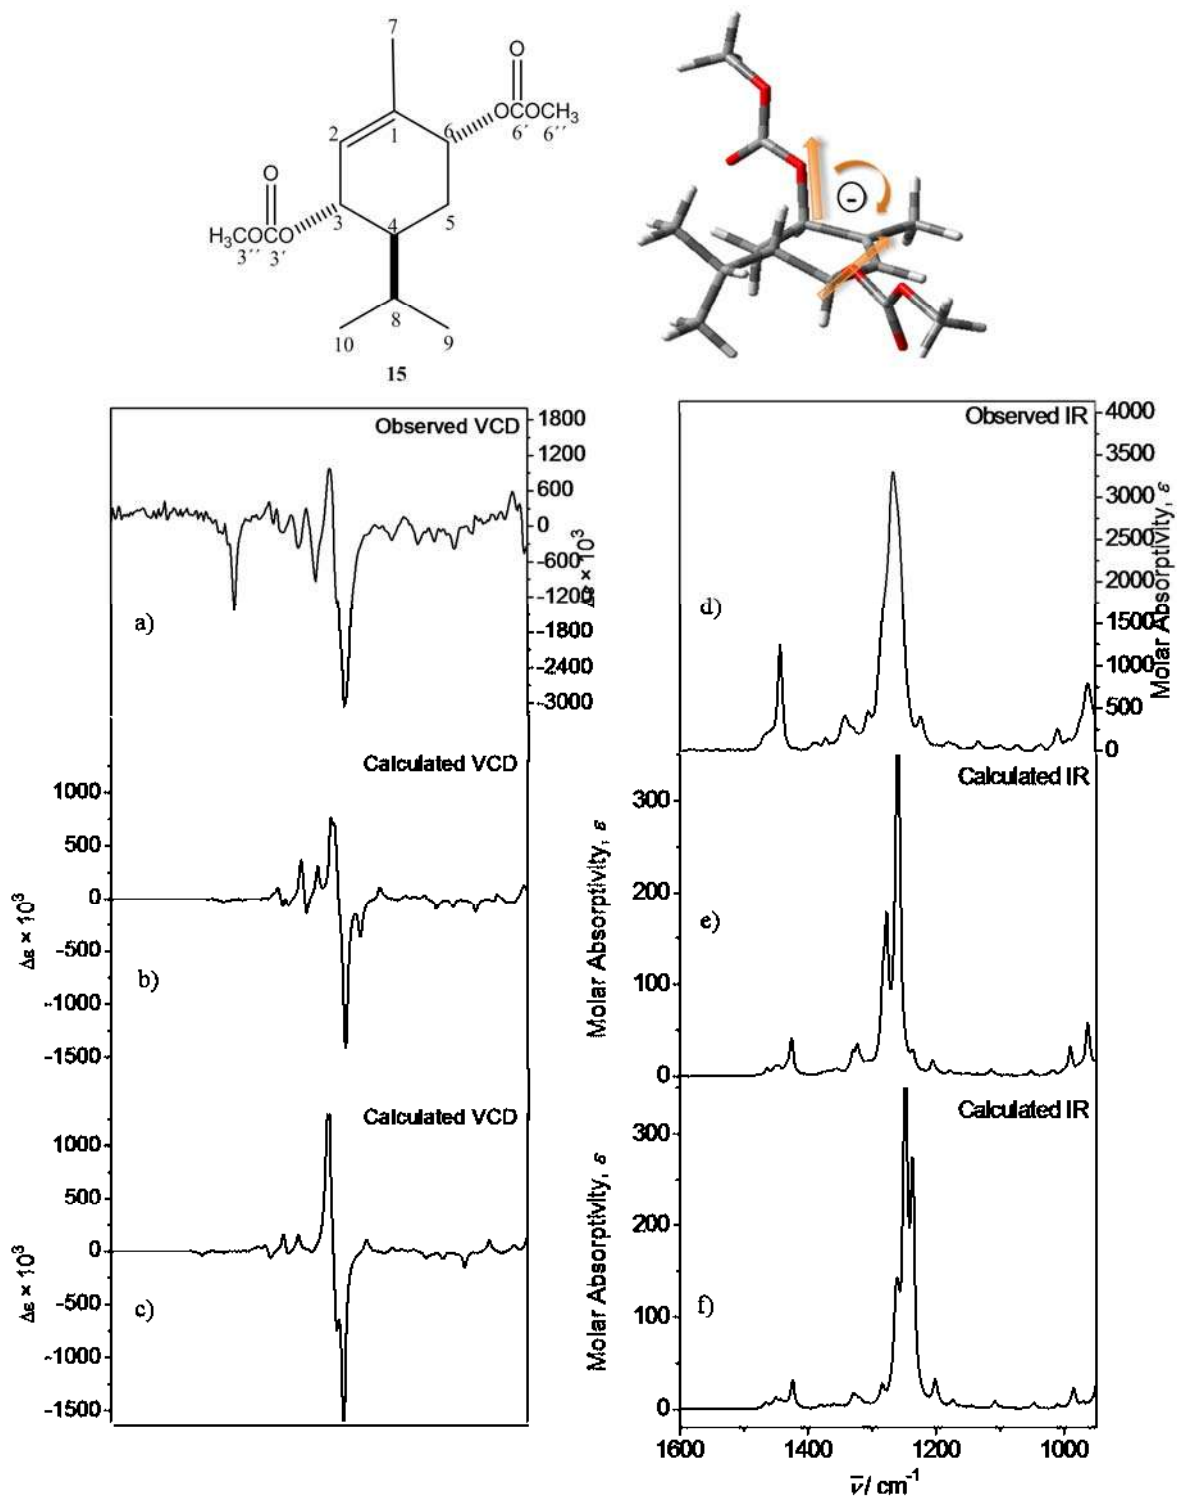 7
O
O
OCOCH3
6
6´ 6´´
2
1
O
3
5
4
H3COCO
3´´ 3´
8
10
9
15
-
Observed VCD
1800
1200
600
0
-600
-1200
-1800
-2400
-3000
Δε × 10³
a)
Calculated VCD
1000
500
0
-500
-1000
-1500
Δε × 10³
b)
Calculated VCD
1000
500
0
-500
-1000
-1500
Δε × 10³
c)
Observed IR
4000
3500
3000
2500
2000
1500
1000
500
0
Molar Absorptivity, ε
d)
Calculated IR
300
200
100
0
Molar Absorptivity, ε
e)
Calculated IR
300
200
100
0
Molar Absorptivity, ε
f)
1600 1400 1200 1000
ν̅/ cm⁻¹